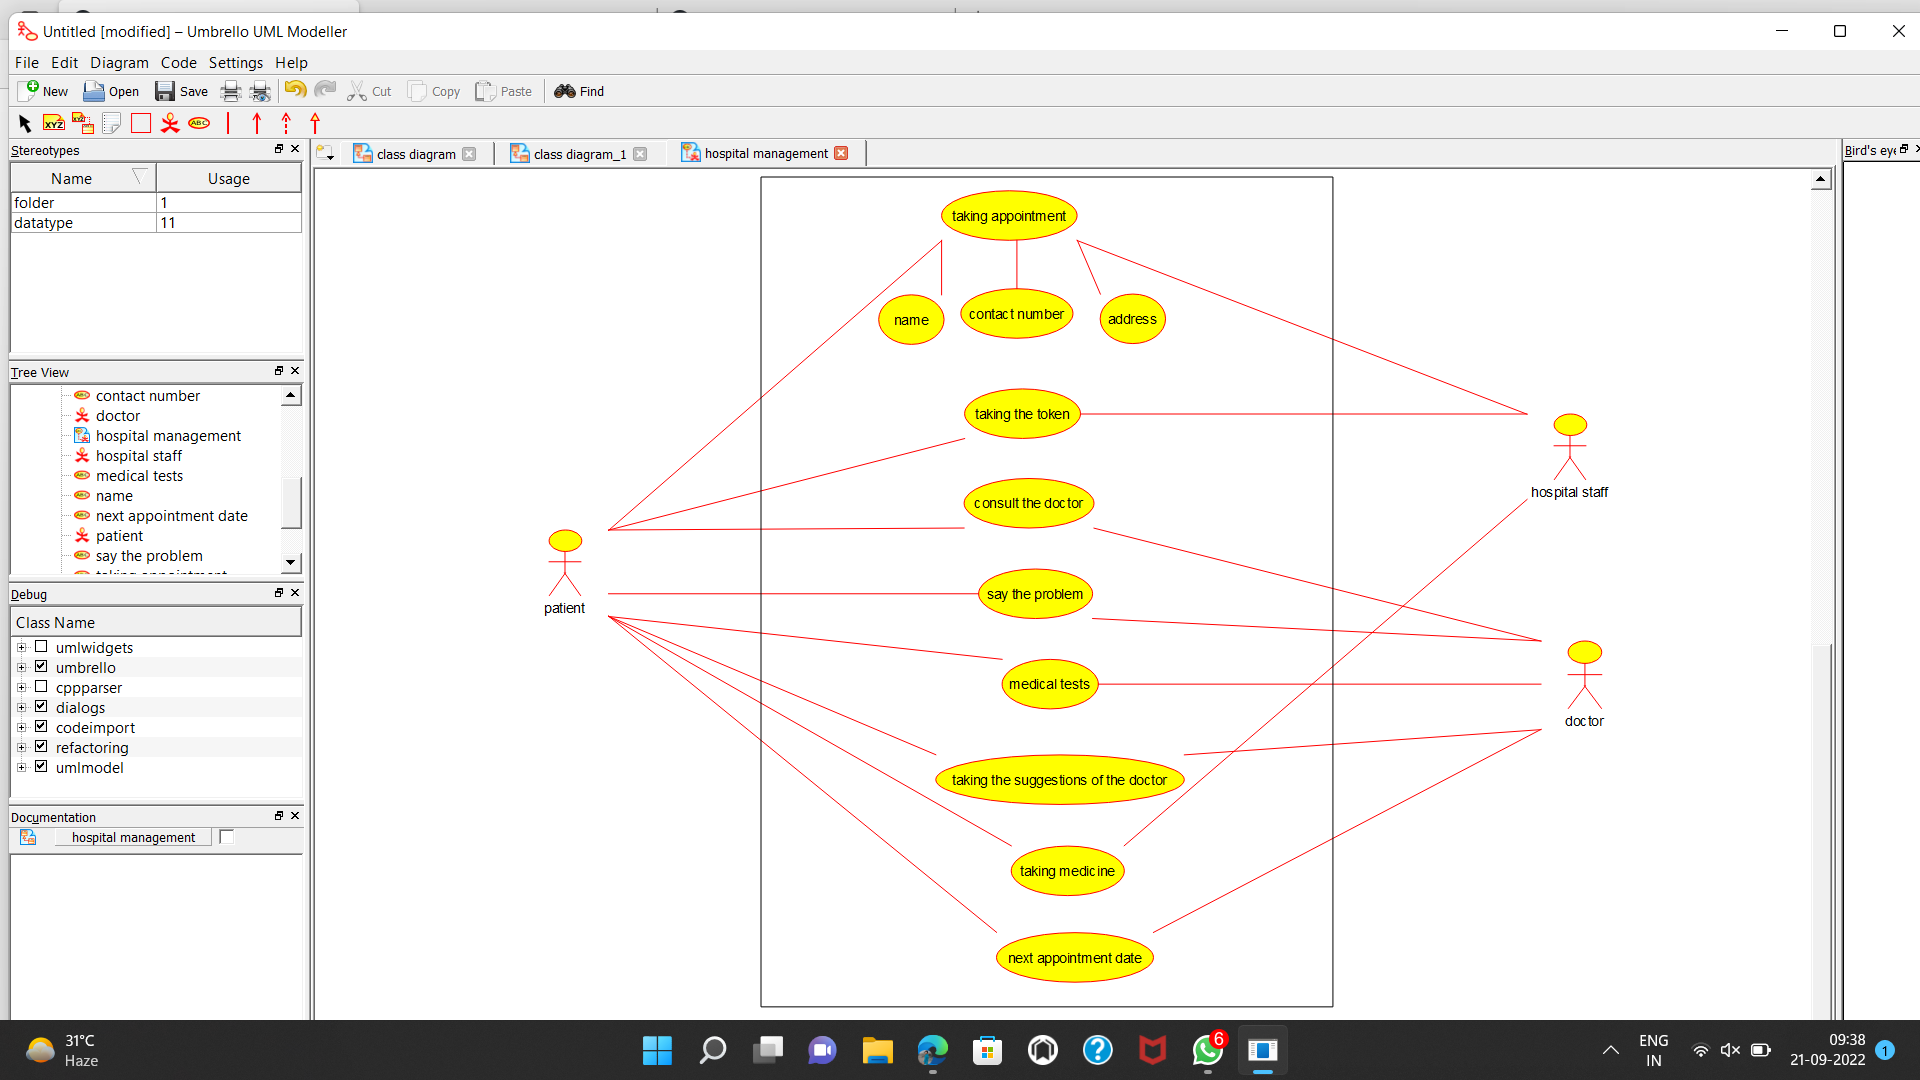 Untitled [modified] – Umbrello UML Modeller
File Edit Diagram Code Settings Help
New Open Save Cut Copy Paste Find
XYZ ABC
Stereotypes
Name Usage
folder 1
datatype 11
Tree View
contact number
doctor
hospital management
hospital staff
medical tests
name
next appointment date
patient
say the problem
taking appointment
Debug
Class Name
umlwidgets
umbrello
cppparser
dialogs
codeimport
refactoring
umlmodel
Documentation
hospital management
class diagram class diagram_1 hospital management
Bird's eye
taking appointment
name
contact number
address
taking the token
consult the doctor
say the problem
medical tests
taking the suggestions of the doctor
taking medicine
next appointment date
patient
hospital staff
doctor
31°C
Haze
6
ENG
IN
09:38
21-09-2022
1